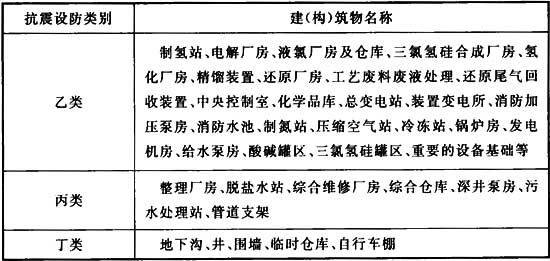 抗震设防类别 建(构)筑物名称
乙类
制氢站、电解厂房、液氯厂房及仓库、三氯氢硅合成厂房、氢
化厂房、精馏装置、还原厂房、工艺废料废液处理、还原尾气回
收装置、中央控制室、化学品库、总变电站、装置变电所、消防加
压泵房、消防水池、制氮站、压缩空气站、冷冻站、锅炉房、发电
机房、给水泵房、酸碱罐区、三氯氢硅罐区、重要的设备基础等
丙类
整理厂房、脱盐水站、综合维修厂房、综合仓库、深井泵房、污
水处理站、管道支架
丁类 地下沟、井、围墙、临时仓库、自行车棚